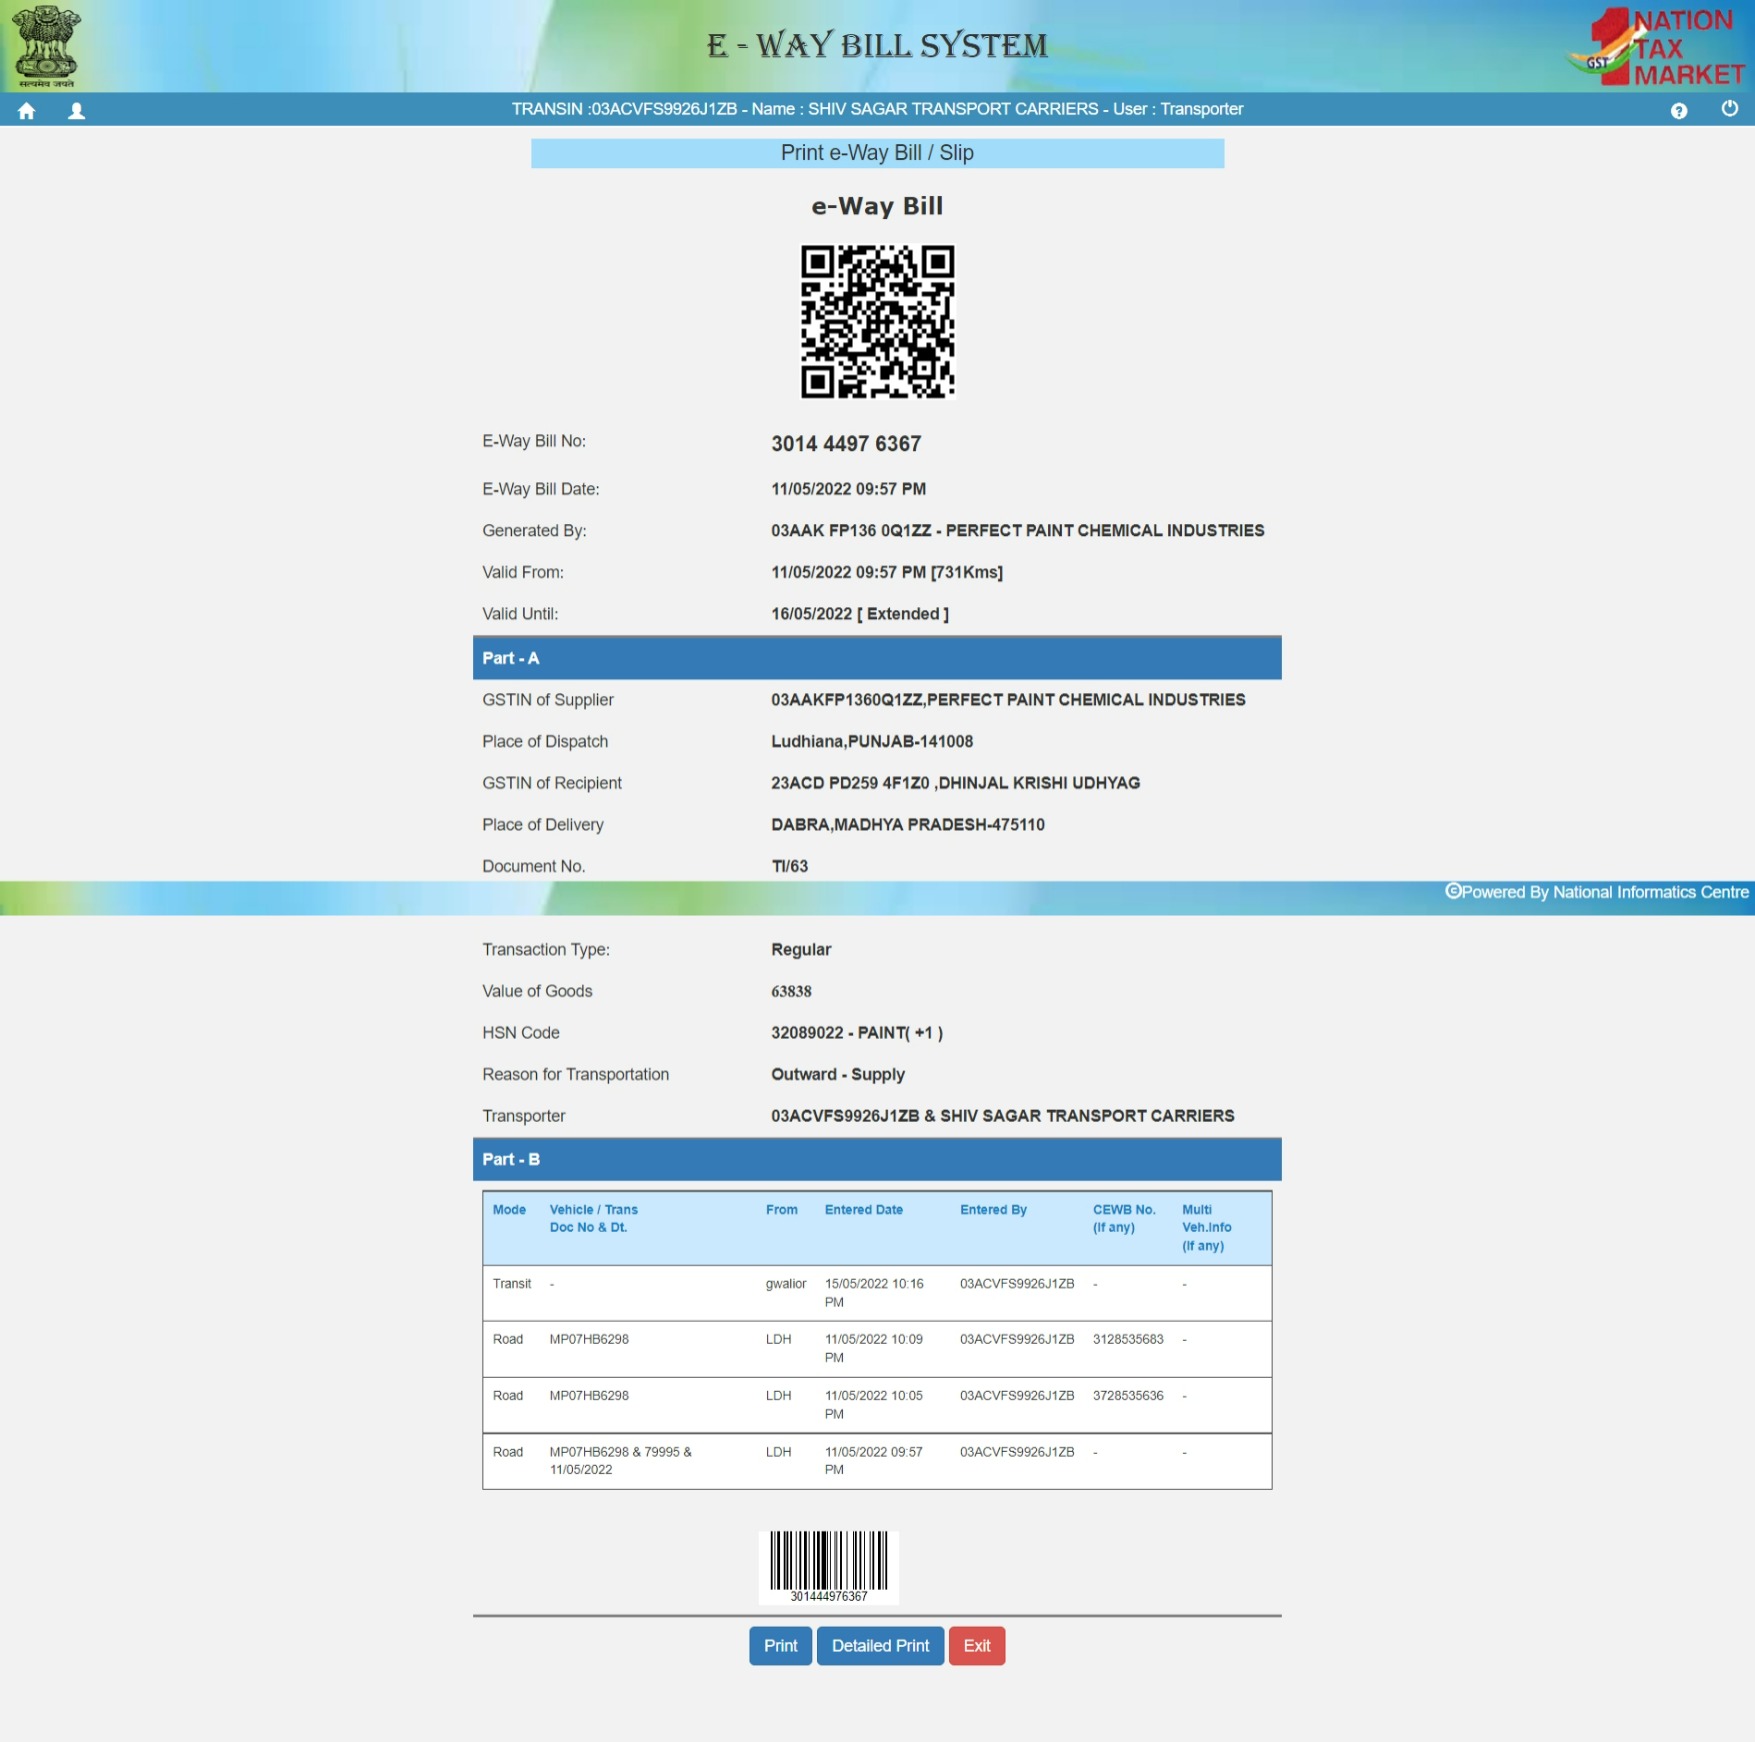 सत्यमेव जयते
E - WAY BILL SYSTEM
1 NATION
TAX
MARKET
GST
TRANSIN :03ACVFS9926J1ZB - Name : SHIV SAGAR TRANSPORT CARRIERS - User : Transporter
Print e-Way Bill / Slip
e-Way Bill
E-Way Bill No: 3014 4497 6367
E-Way Bill Date: 11/05/2022 09:57 PM
Generated By: 03AAK FP136 0Q1ZZ - PERFECT PAINT CHEMICAL INDUSTRIES
Valid From: 11/05/2022 09:57 PM [731Kms]
Valid Until: 16/05/2022 [ Extended ]
Part - A
GSTIN of Supplier 03AAKFP1360Q1ZZ,PERFECT PAINT CHEMICAL INDUSTRIES
Place of Dispatch Ludhiana,PUNJAB-141008
GSTIN of Recipient 23ACD PD259 4F1Z0 ,DHINJAL KRISHI UDHYAG
Place of Delivery DABRA,MADHYA PRADESH-475110
Document No. TI/63
©Powered By National Informatics Centre
Transaction Type: Regular
Value of Goods 63838
HSN Code 32089022 - PAINT( +1 )
Reason for Transportation Outward - Supply
Transporter 03ACVFS9926J1ZB & SHIV SAGAR TRANSPORT CARRIERS
Part - B
Mode Vehicle / Trans From Entered Date Entered By CEWB No. Multi
Doc No & Dt. (If any) Veh.Info
(If any)
Transit - gwalior 15/05/2022 10:16 03ACVFS9926J1ZB - -
PM
Road MP07HB6298 LDH 11/05/2022 10:09 03ACVFS9926J1ZB 3128535683 -
PM
Road MP07HB6298 LDH 11/05/2022 10:05 03ACVFS9926J1ZB 3728535636 -
PM
Road MP07HB6298 & 79995 & LDH 11/05/2022 09:57 03ACVFS9926J1ZB - -
11/05/2022 PM
301444976367
Print Detailed Print Exit